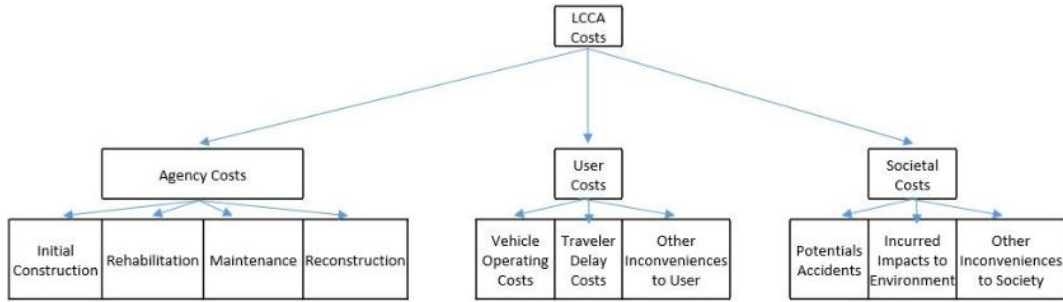 LCCA
Costs
Agency Costs
User
Costs
Societal
Costs
Initial
Construction
Rehabilitation
Maintenance
Reconstruction
Vehicle
Operating
Costs
Traveler
Delay
Costs
Other
Inconveniences
to User
Potentials
Accidents
Incurred
Impacts to
Environment
Other
Inconveniences
to Society